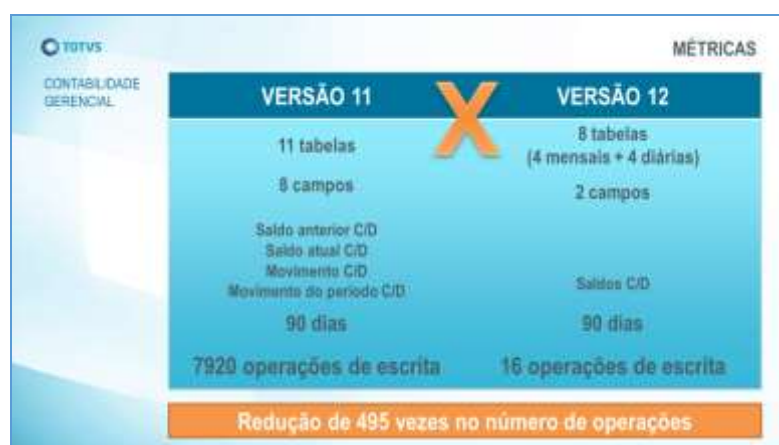 TOTVS
MÉTRICAS
CONTABILIDADE
GERENCIAL
VERSÃO 11
X
VERSÃO 12
11 tabelas
8 tabelas
(4 mensais + 4 diárias)
8 campos
2 campos
Saldo anterior C/D
Saldo atual C/D
Movimento C/D
Movimento do período C/D
Saldos C/D
90 dias
90 dias
7920 operações de escrita
16 operações de escrita
Redução de 495 vezes no número de operações